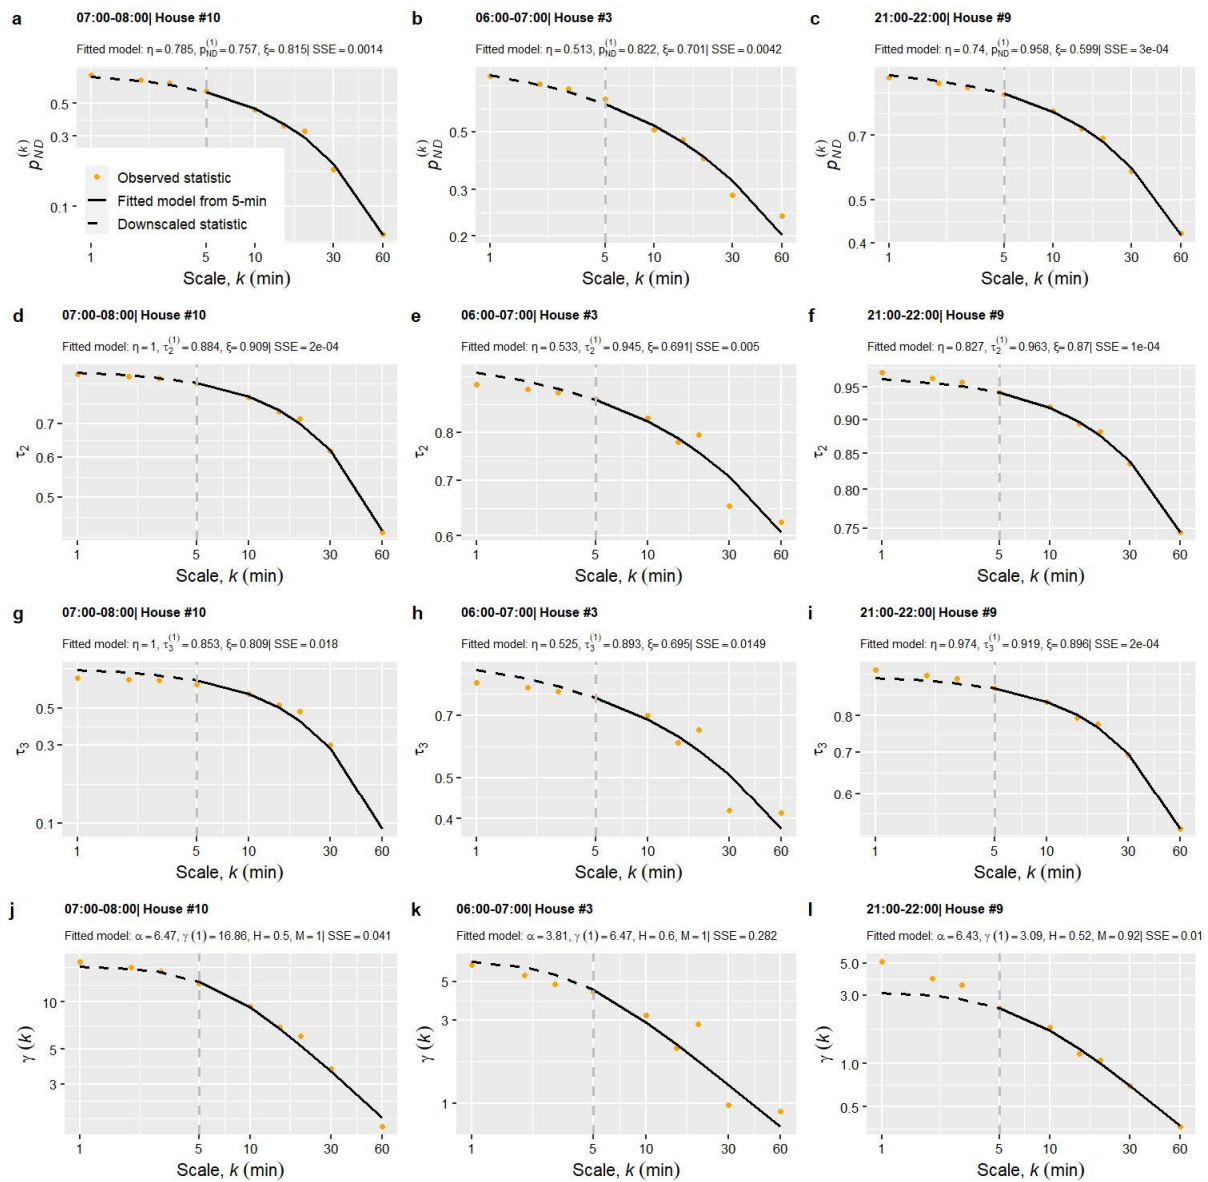 a 07:00-08:00| House #10
Fitted model: η = 0.785, p_ND^(1) = 0.757, ξ= 0.815| SSE = 0.0014
p_ND^(k)
0.5
0.3
0.1
Observed statistic
Fitted model from 5-min
Downscaled statistic
1 5 10 30 60
Scale, k (min)
b 06:00-07:00| House #3
Fitted model: η = 0.513, p_ND^(1) = 0.822, ξ= 0.701| SSE = 0.0042
p_ND^(k)
0.5
0.3
0.2
1 5 10 30 60
Scale, k (min)
c 21:00-22:00| House #9
Fitted model: η = 0.74, p_ND^(1) = 0.958, ξ= 0.599| SSE = 3e-04
p_ND^(k)
0.7
0.5
0.4
1 5 10 30 60
Scale, k (min)
d 07:00-08:00| House #10
Fitted model: η = 1, τ_2^(1) = 0.884, ξ= 0.909| SSE = 2e-04
τ_2
0.7
0.6
0.5
1 5 10 30 60
Scale, k (min)
e 06:00-07:00| House #3
Fitted model: η = 0.533, τ_2^(1) = 0.945, ξ= 0.691| SSE = 0.005
τ_2
0.8
0.7
0.6
1 5 10 30 60
Scale, k (min)
f 21:00-22:00| House #9
Fitted model: η = 0.827, τ_2^(1) = 0.963, ξ= 0.87| SSE = 1e-04
τ_2
0.95
0.90
0.85
0.80
0.75
1 5 10 30 60
Scale, k (min)
g 07:00-08:00| House #10
Fitted model: η = 1, τ_3^(1) = 0.853, ξ= 0.809| SSE = 0.018
τ_3
0.5
0.3
0.1
1 5 10 30 60
Scale, k (min)
h 06:00-07:00| House #3
Fitted model: η = 0.525, τ_3^(1) = 0.893, ξ= 0.695| SSE = 0.0149
τ_3
0.7
0.5
0.4
1 5 10 30 60
Scale, k (min)
i 21:00-22:00| House #9
Fitted model: η = 0.974, τ_3^(1) = 0.919, ξ= 0.896| SSE = 2e-04
τ_3
0.8
0.7
0.6
1 5 10 30 60
Scale, k (min)
j 07:00-08:00| House #10
Fitted model: α = 6.47, γ (1) = 16.86, H = 0.5, M = 1| SSE = 0.041
γ (k)
10
5
3
1 5 10 30 60
Scale, k (min)
k 06:00-07:00| House #3
Fitted model: α = 3.81, γ (1) = 6.47, H = 0.6, M = 1| SSE = 0.282
γ (k)
5
3
1
1 5 10 30 60
Scale, k (min)
l 21:00-22:00| House #9
Fitted model: α = 6.43, γ (1) = 3.09, H = 0.52, M = 0.92| SSE = 0.01
γ (k)
5.0
3.0
1.0
0.5
1 5 10 30 60
Scale, k (min)